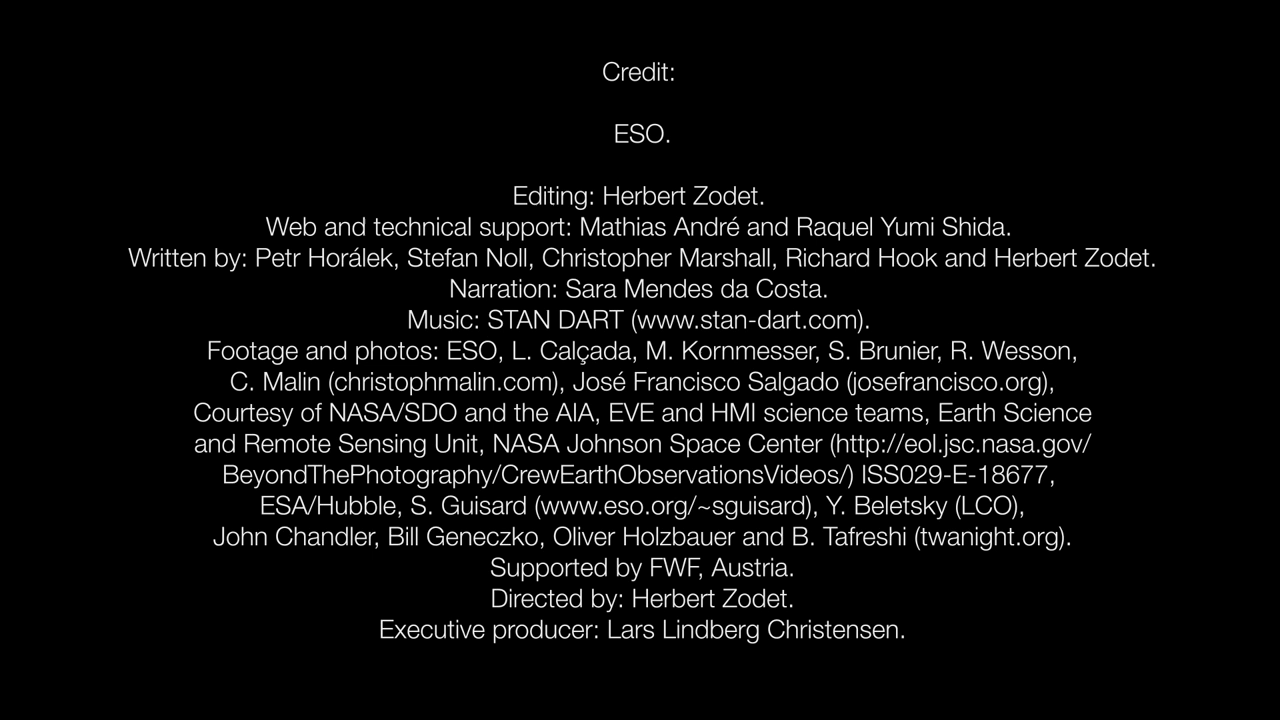 Credit:
ESO.
Editing: Herbert Zodet.
Web and technical support: Mathias André and Raquel Yumi Shida.
Written by: Petr Horálek, Stefan Noll, Christopher Marshall, Richard Hook and Herbert Zodet.
Narration: Sara Mendes da Costa.
Music: STAN DART (www.stan-dart.com).
Footage and photos: ESO, L. Calçada, M. Kornmesser, S. Brunier, R. Wesson,
C. Malin (christophmalin.com), José Francisco Salgado (josefrancisco.org),
Courtesy of NASA/SDO and the AIA, EVE and HMI science teams, Earth Science
and Remote Sensing Unit, NASA Johnson Space Center (http://eol.jsc.nasa.gov/
BeyondThePhotography/CrewEarthObservationsVideos/) ISS029-E-18677,
ESA/Hubble, S. Guisard (www.eso.org/~sguisard), Y. Beletsky (LCO),
John Chandler, Bill Geneczko, Oliver Holzbauer and B. Tafreshi (twanight.org).
Supported by FWF, Austria.
Directed by: Herbert Zodet.
Executive producer: Lars Lindberg Christensen.